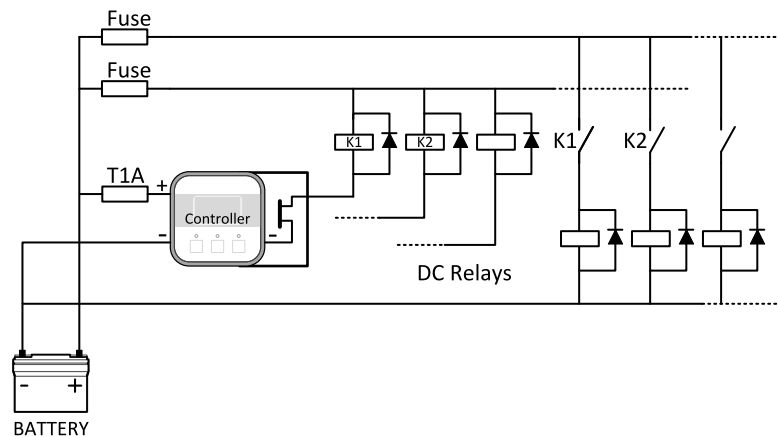 Fuse
Fuse
K1
K2
K1
K2
T1A
+
Controller
-
-
DC Relays
- +
BATTERY